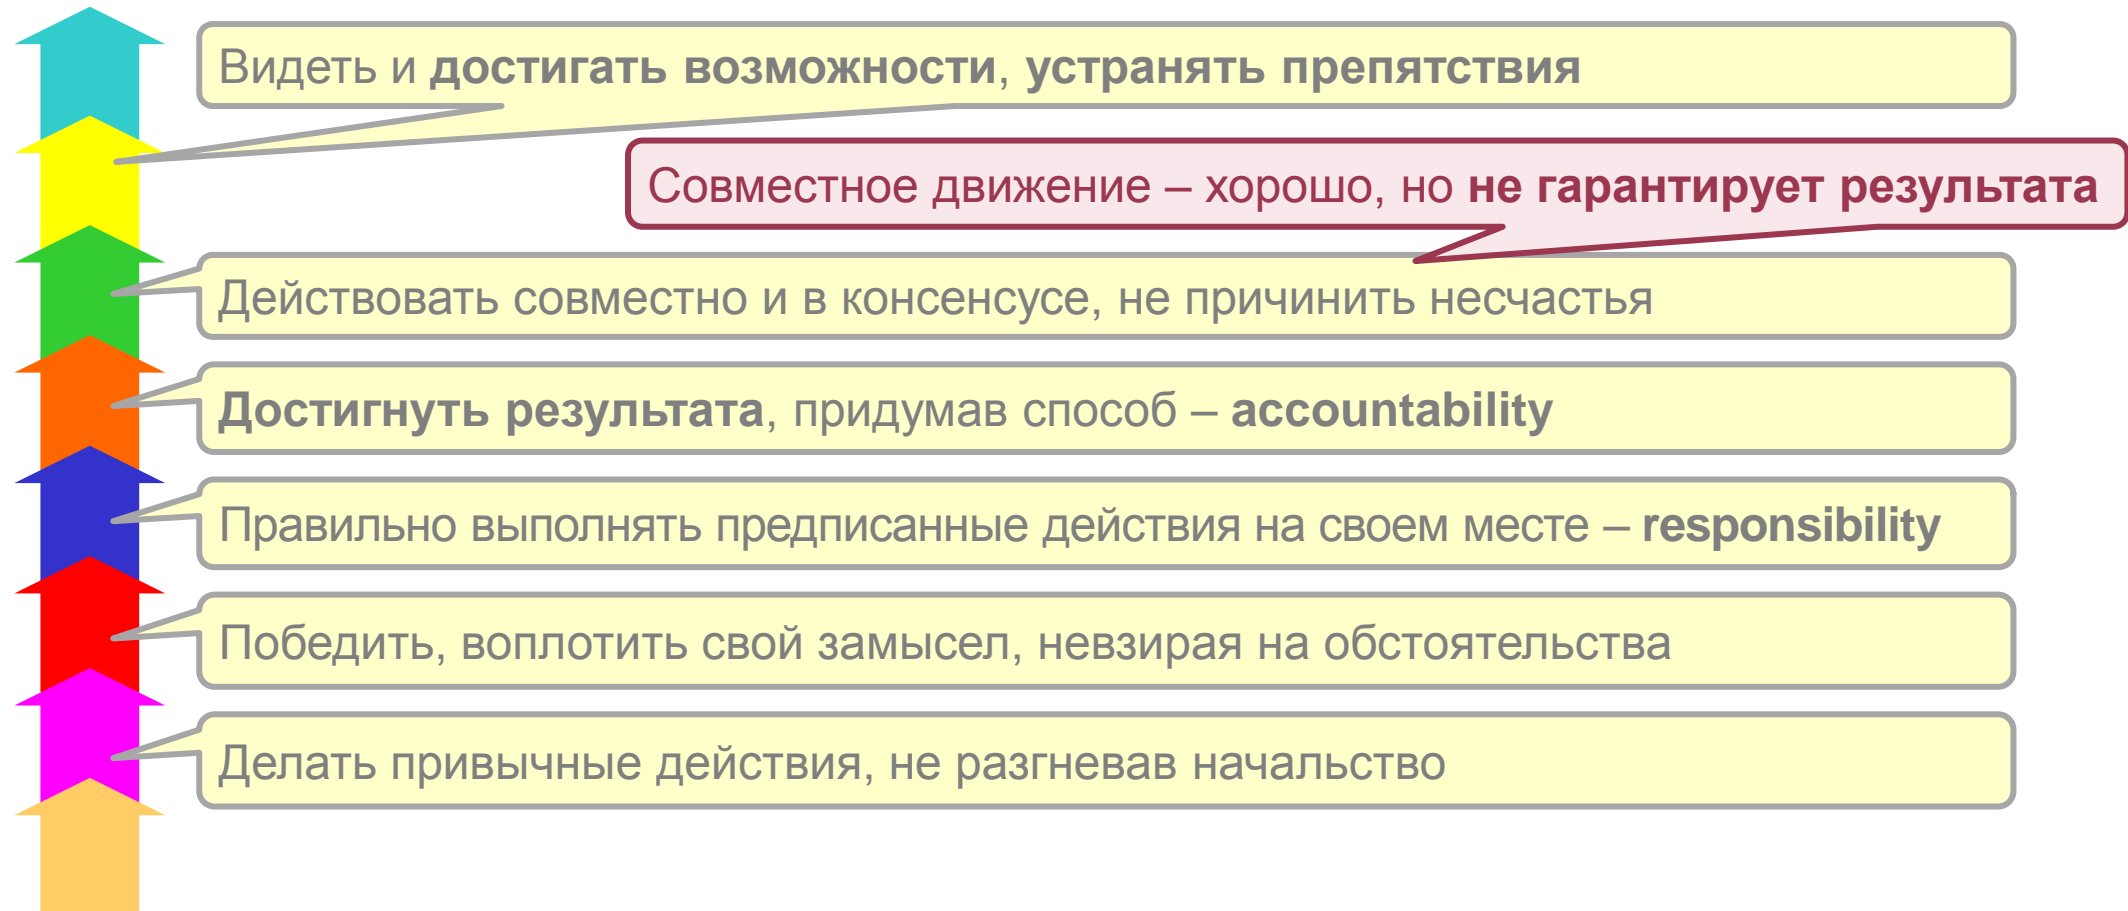 Видеть и достигать возможности, устранять препятствия
Совместное движение – хорошо, но не гарантирует результата
Действовать совместно и в консенсусе, не причинить несчастья
Достигнуть результата, придумав способ – accountability
Правильно выполнять предписанные действия на своем месте – responsibility
Победить, воплотить свой замысел, невзирая на обстоятельства
Делать привычные действия, не разгневав начальство